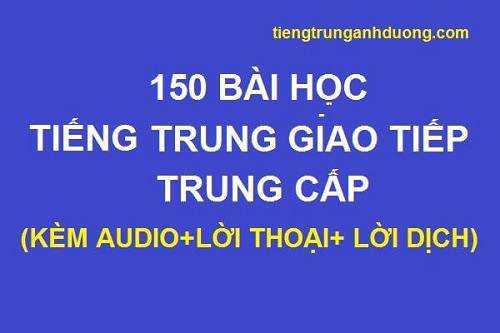 tiengtrunganhduong.com
150 BÀI HỌC
TIẾNG TRUNG GIAO TIẾP
TRUNG CẤP
(KÈM AUDIO+LỜI THOẠI+ LỜI DỊCH)